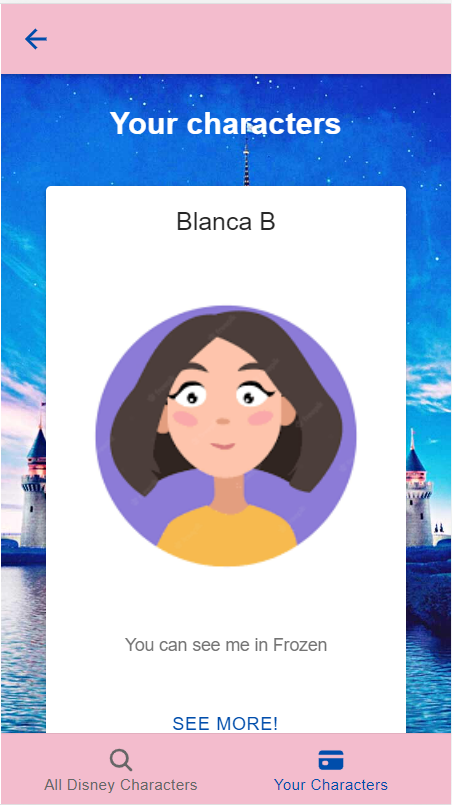 Your characters
Blanca B
You can see me in Frozen
SEE MORE!
All Disney Characters
Your Characters